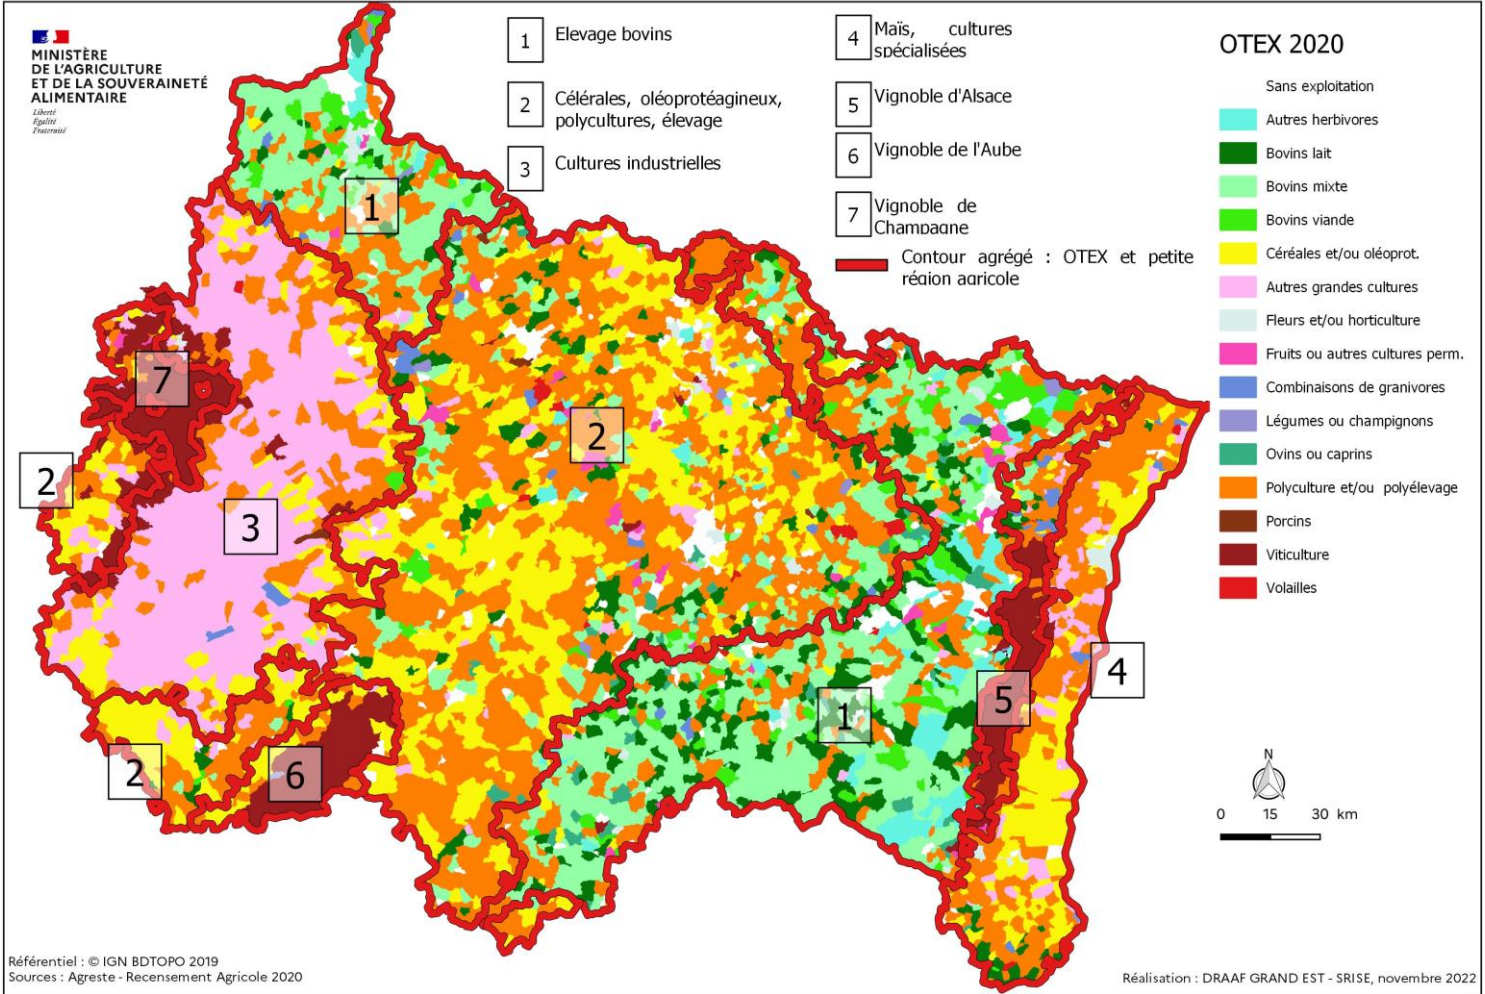 MINISTÈRE
DE L'AGRICULTURE
ET DE LA SOUVERAINETÉ
ALIMENTAIRE
Liberté
Égalité
Fraternité
1 Elevage bovins
2 Célérales, oléoprotéagineux,
polycultures, élevage
3 Cultures industrielles
4 Maïs, cultures
spécialisées
5 Vignoble d'Alsace
6 Vignoble de l'Aube
7 Vignoble de
Champagne
Contour agrégé : OTEX et petite
région agricole
OTEX 2020
Sans exploitation
Autres herbivores
Bovins lait
Bovins mixte
Bovins viande
Céréales et/ou oléoprot.
Autres grandes cultures
Fleurs et/ou horticulture
Fruits ou autres cultures perm.
Combinaisons de granivores
Légumes ou champignons
Ovins ou caprins
Polyculture et/ou polyélevage
Porcins
Viticulture
Volailles
1
7
2
2
3
4
5
1
2
6
N
0 15 30 km
Référentiel : © IGN BDTOPO 2019
Sources : Agreste - Recensement Agricole 2020
Réalisation : DRAAF GRAND EST - SRISE, novembre 2022